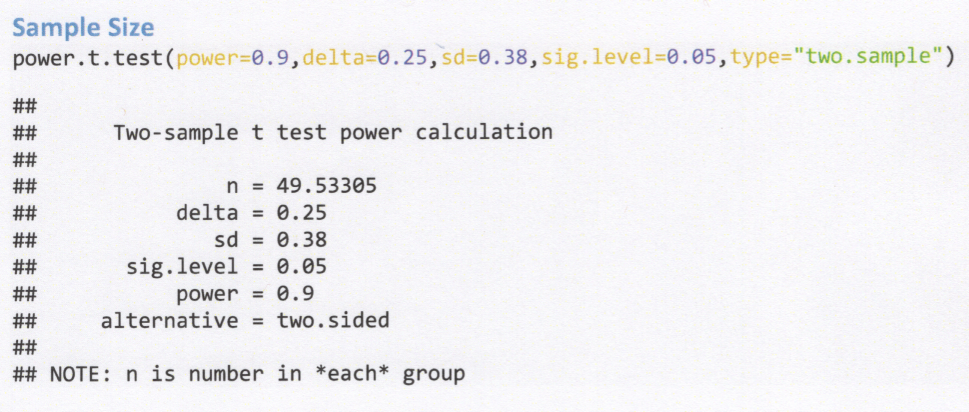 Sample Size
power.t.test(power=0.9,delta=0.25,sd=0.38,sig.level=0.05,type="two.sample")
##
##      Two-sample t test power calculation
##
##               n = 49.53305
##           delta = 0.25
##              sd = 0.38
##       sig.level = 0.05
##           power = 0.9
##     alternative = two.sided
##
## NOTE: n is number in *each* group